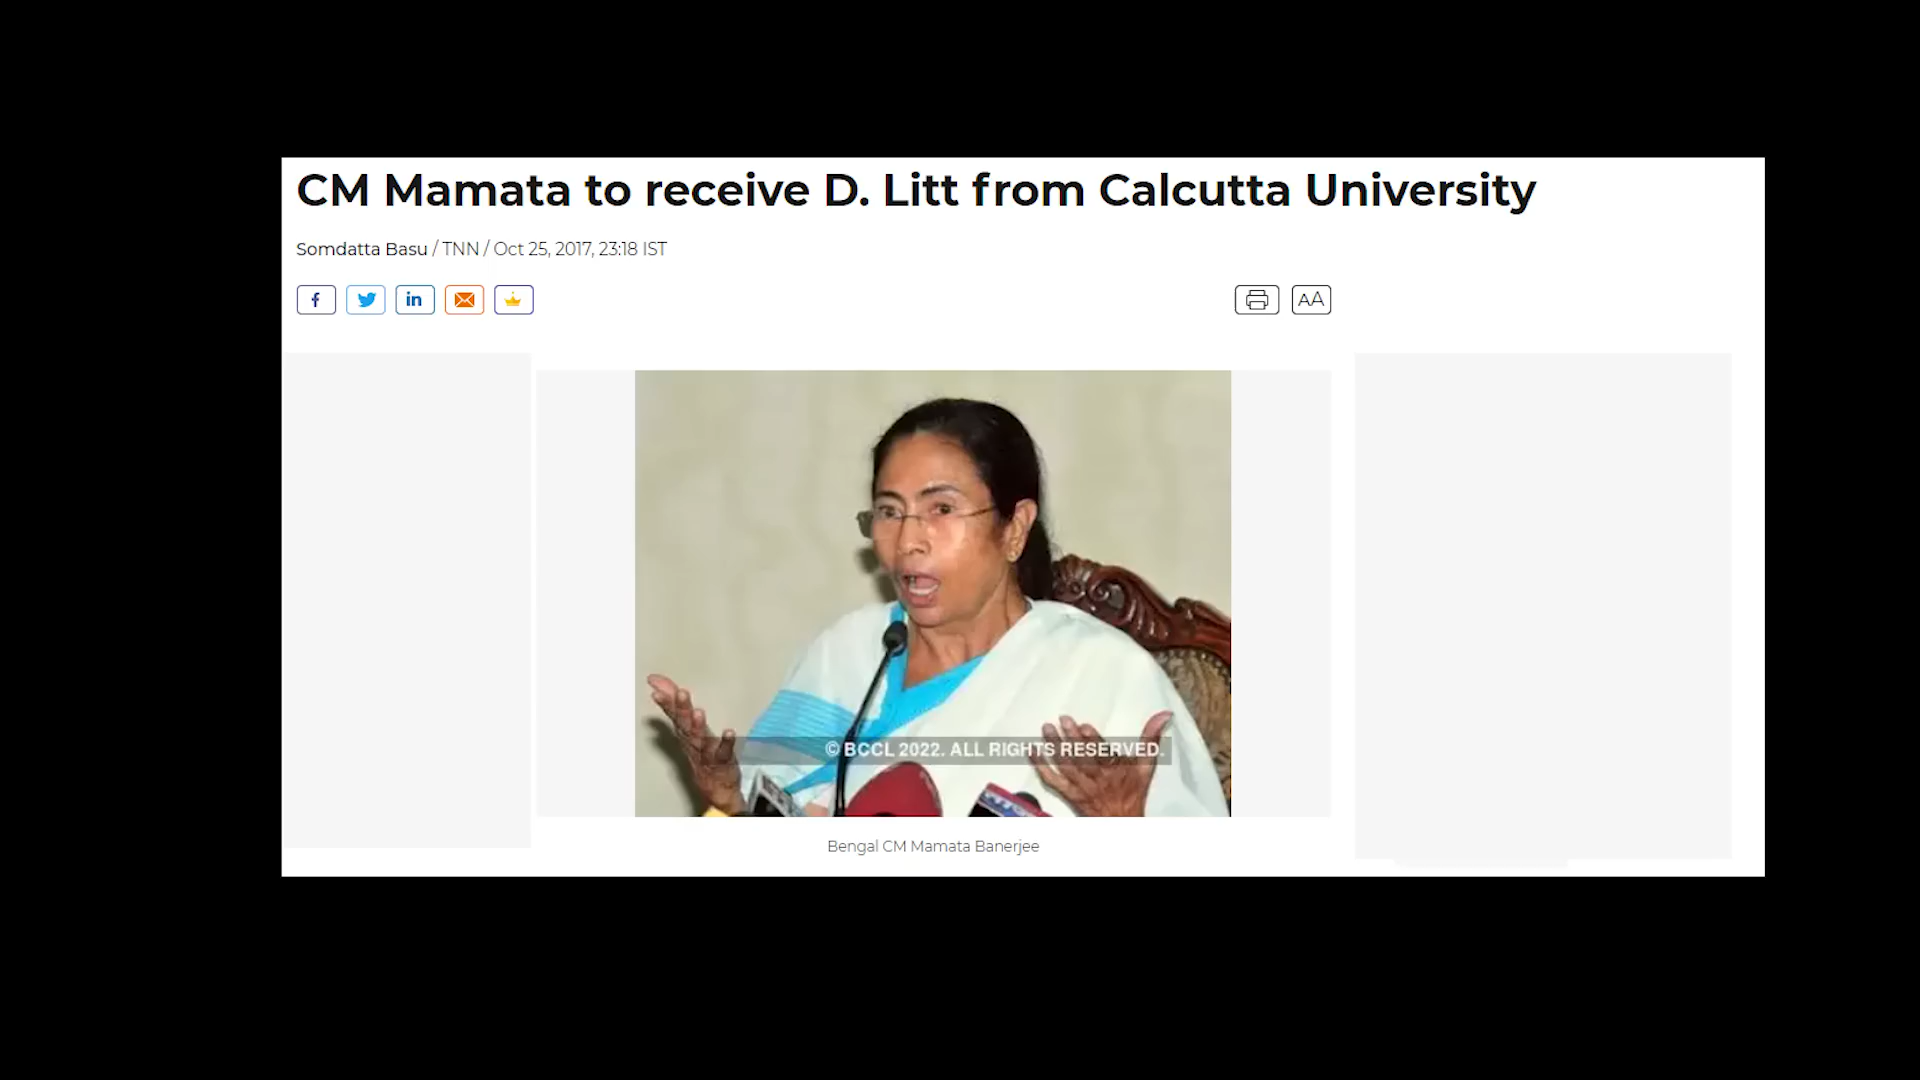 CM Mamata to receive D. Litt from Calcutta University
Somdatta Basu / TNN / Oct 25, 2017, 23:18 IST
f in AA
© BCCL 2022. ALL RIGHTS RESERVED.
Bengal CM Mamata Banerjee